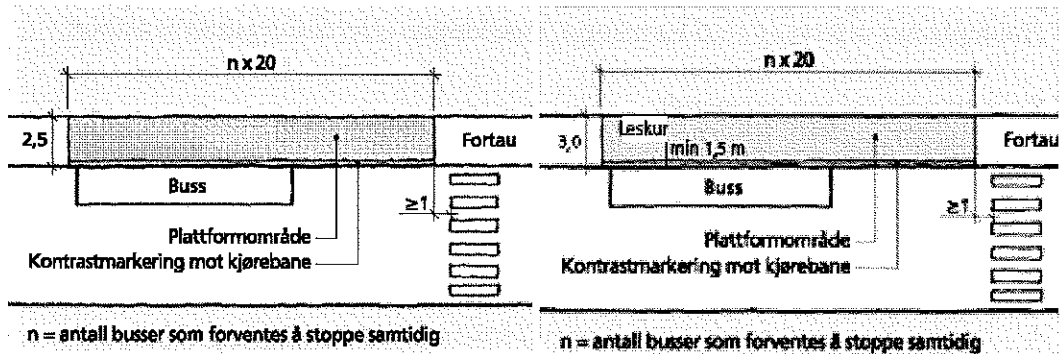 n x 20
2,5
Fortau
Buss
≥1
Plattformområde
Kontrastmarkering mot kjørebane
n = antall busser som forventes å stoppe samtidig
n x 20
3,0
Leskur
min 1,5 m
Fortau
Buss
≥1
Plattformområde
Kontrastmarkering mot kjørebane
n = antall busser som forventes å stoppe samtidig